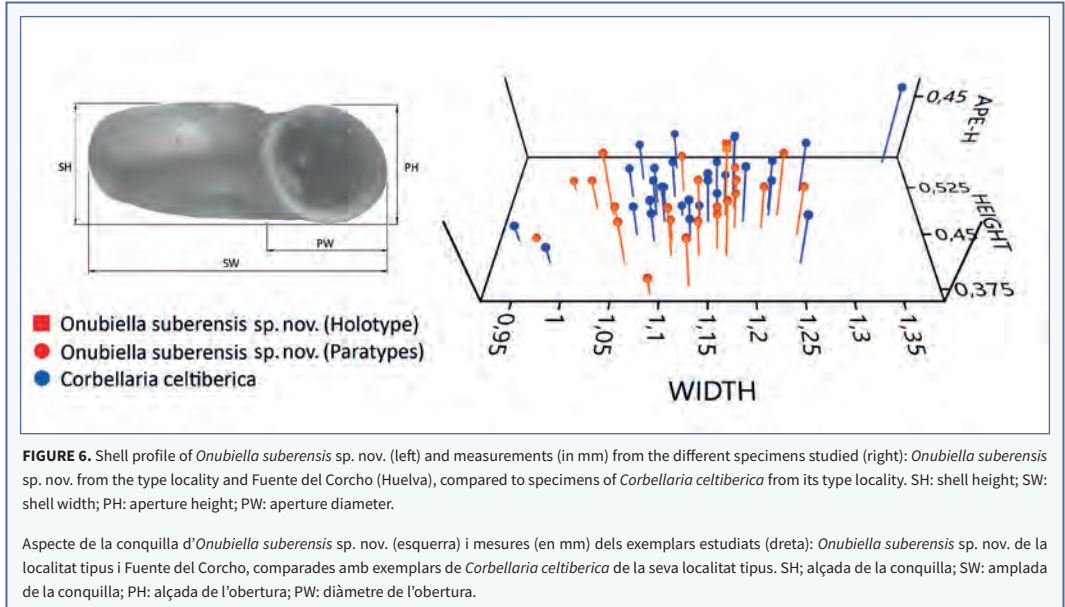 SH
PH
PW
SW
Onubiella suberensis sp. nov. (Holotype)
Onubiella suberensis sp. nov. (Paratypes)
Corbellaria celtiberica
0,45
APE-H
0,525
HEIGHT
0,45
0,375
0,95
1
1,05
1,1
1,15
1,2
1,25
1,3
1,35
WIDTH
FIGURE 6. Shell profile of Onubiella suberensis sp. nov. (left) and measurements (in mm) from the different specimens studied (right): Onubiella suberensis
sp. nov. from the type locality and Fuente del Corcho (Huelva), compared to specimens of Corbellaria celtiberica from its type locality. SH: shell height; SW:
shell width; PH: aperture height; PW: aperture diameter.
Aspecte de la conquilla d’Onubiella suberensis sp. nov. (esquerra) i mesures (en mm) dels exemplars estudiats (dreta): Onubiella suberensis sp. nov. de la
localitat tipus i Fuente del Corcho, comparades amb exemplars de Corbellaria celtiberica de la seva localitat tipus. SH; alçada de la conquilla; SW: amplada
de la conquilla; PH: alçada de l’obertura; PW: diàmetre de l’obertura.